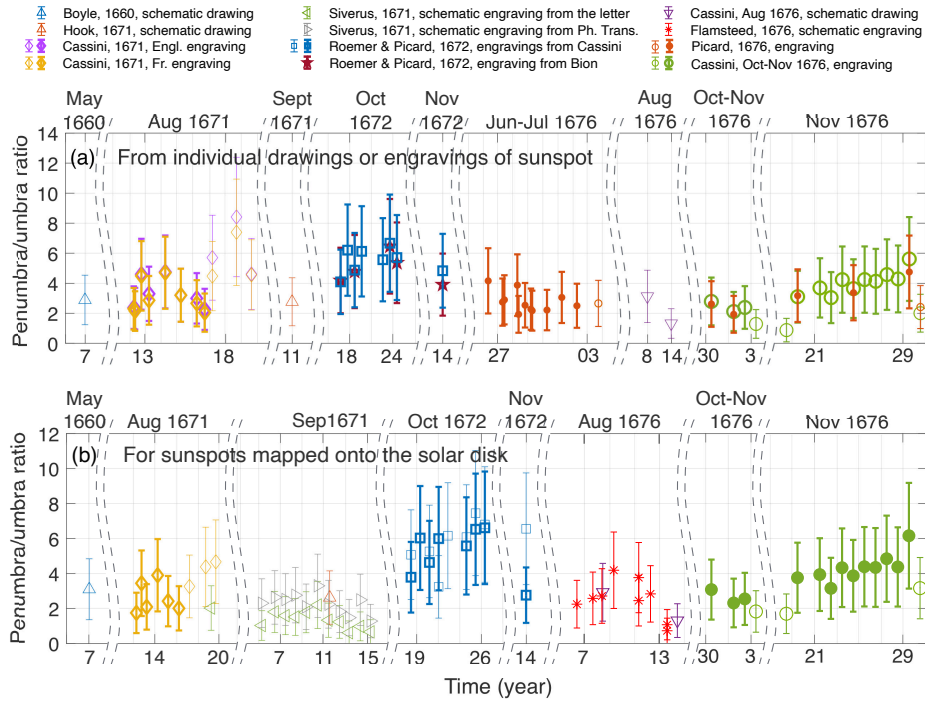 Boyle, 1660, schematic drawing
Hook, 1671, schematic drawing
Cassini, 1671, Engl. engraving
Cassini, 1671, Fr. engraving
Siverus, 1671, schematic engraving from the letter
Siverus, 1671, schematic engraving from Ph. Trans.
Roemer & Picard, 1672, engravings from Cassini
Roemer & Picard, 1672, engraving from Bion
Cassini, Aug 1676, schematic drawing
Flamsteed, 1676, schematic engraving
Picard, 1676, engraving
Cassini, Oct-Nov 1676, engraving
May Sept Oct Nov Aug Oct-Nov
1660 Aug 1671 1671 1672 1672 Jun-Jul 1676 1676 1676 Nov 1676
(a) From individual drawings or engravings of sunspot
Penumbra/umbra ratio
14
12
10
8
6
4
2
0
7 13 18 11 18 24 14 27 03 8 14 30 3 21 29
May Nov Oct-Nov
1660 Aug 1671 Sep1671 Oct 1672 1672 Aug 1676 1676 Nov 1676
(b) For sunspots mapped onto the solar disk
Penumbra/umbra ratio
12
10
8
6
4
2
0
7 14 20 7 11 15 19 26 14 7 13 30 3 21 29
Time (year)